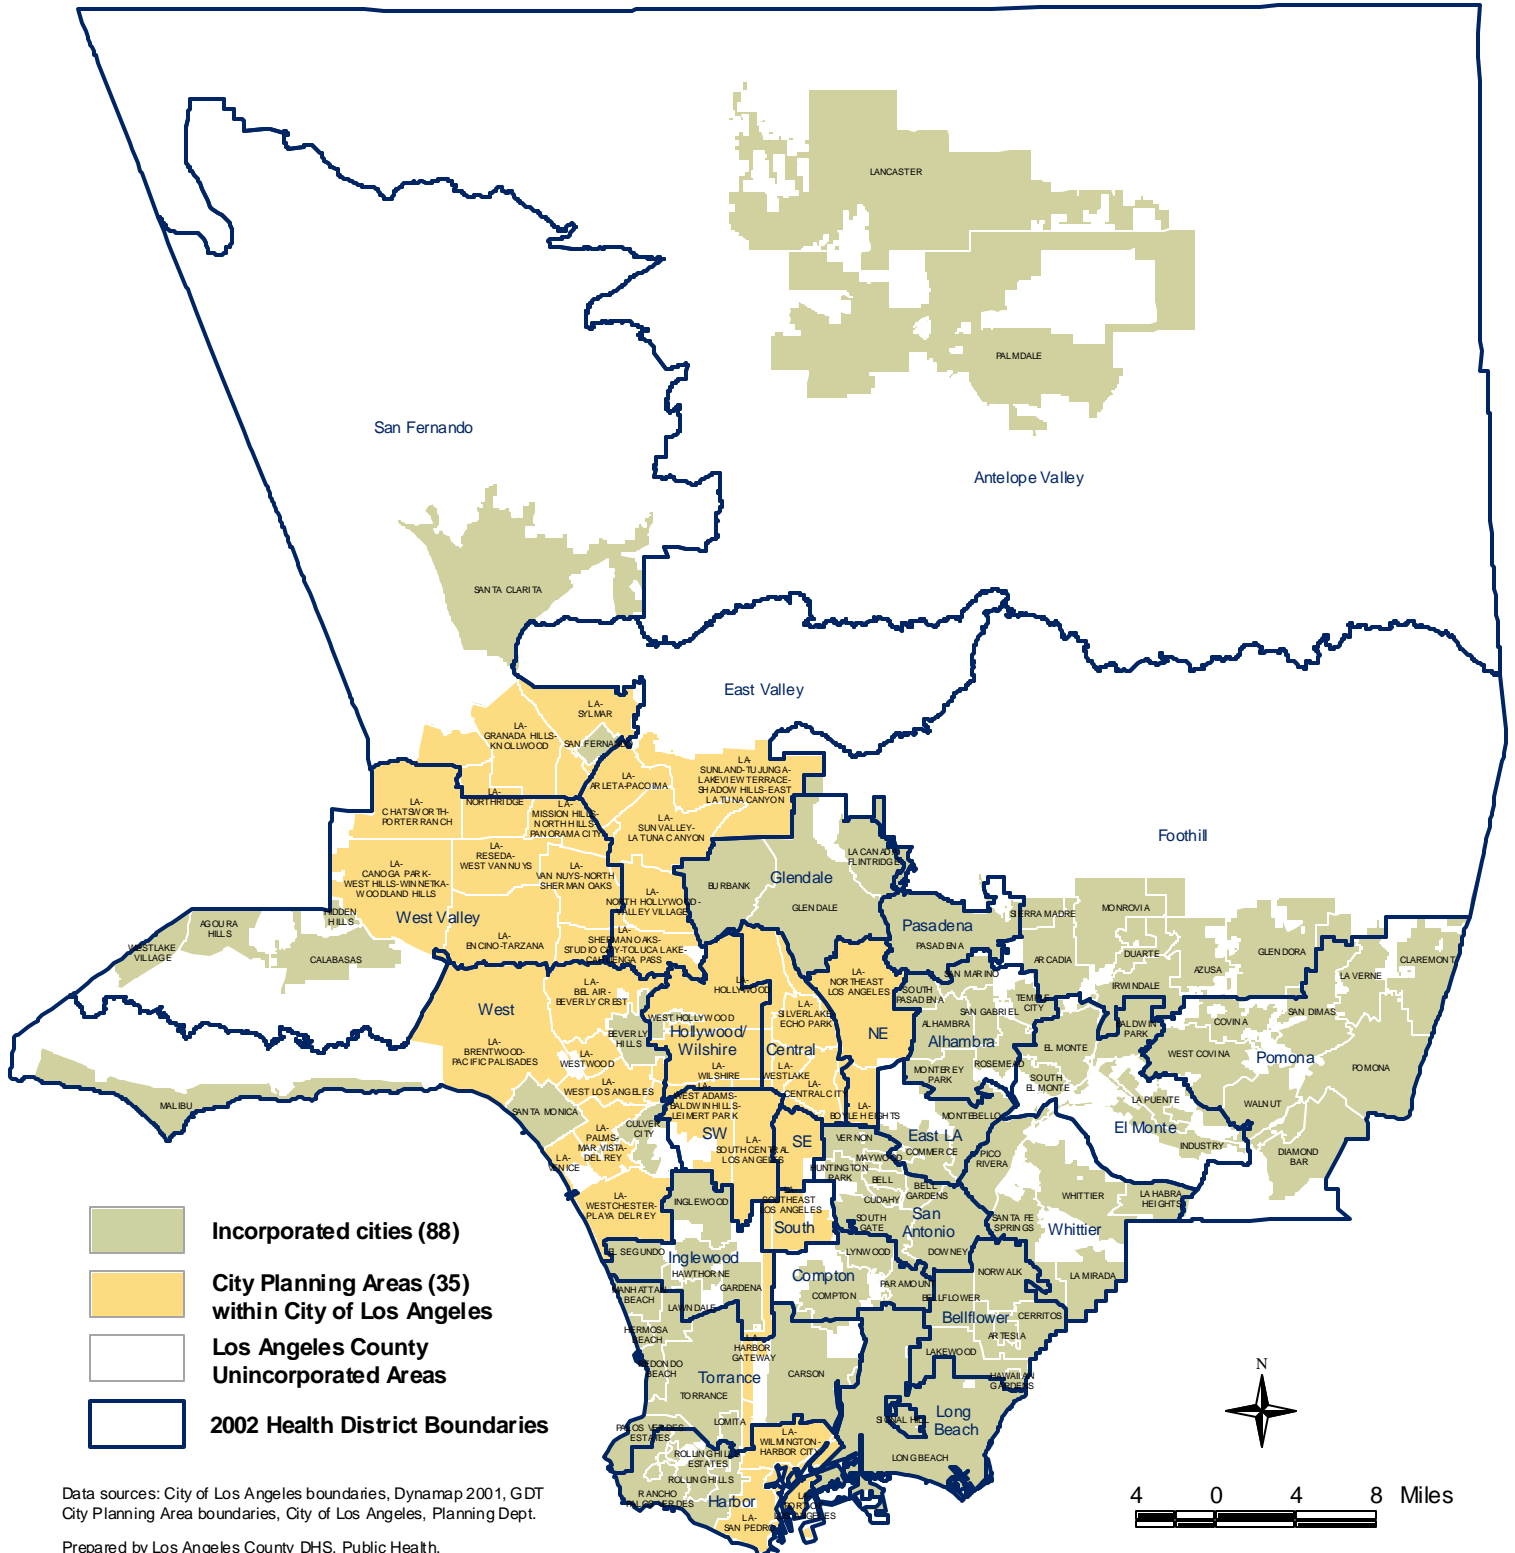 LANCASTER
PALMDALE
San Fernando
Antelope Valley
SANTA CLARITA
East Valley
LA-
SYLMAR
LA-
GRANADA HILLS-
KNOLLWOOD
SAN FERNANDO
LA-
ARLETA-PACOIMA
LA-
SUNLAND-TUJUNGA-
LAKEVIEW TERRACE-
SHADOW HILLS-EAST
LA TUNA CANYON
LA-
NORTHRIDGE
LA-
CHATSWORTH-
PORTER RANCH
LA-
MISSION HILLS-
NORTH HILLS-
PANORAMA CITY
LA-
SUN VALLEY-
LA TUNA CANYON
Foothill
LA-
RESEDA-
WEST VAN NUYS
LA CANADA
FLINTRIDGE
LA-
CANOGA PARK-
WEST HILLS-WINNETKA-
WOODLAND HILLS
LA-
VAN NUYS-NORTH
SHERMAN OAKS
Glendale
BURBANK
GLENDALE
LA-
NORTH HOLLYWOOD-
VALLEY VILLAGE
West Valley
HIDDEN
HILLS
AGOURA
HILLS
WESTLAKE
VILLAGE
CALABASAS
LA-
ENCINO-TARZANA
LA-
SHERMAN OAKS-
STUDIO CITY-TOLUCA LAKE-
CAHUENGA PASS
Pasadena
PASADENA
SIERRA MADRE
MONROVIA
ARCADIA
DUARTE
AZUSA
GLENDORA
LA VERNE
CLAREMONT
IRWINDALE
SAN MARINO
SOUTH
PASADENA
LA-
NORTHEAST
LOS ANGELES
LA-
HOLLYWOOD
LA-
BEL AIR -
BEVERLY CREST
West
WEST HOLLYWOOD
Hollywood/
Wilshire
BEVERLY
HILLS
LA-
SILVERLAKE
ECHO PARK
NE
Central
ALHAMBRA
Alhambra
SAN GABRIEL
TEMPLE
CITY
BALDWIN
PARK
COVINA
SAN DIMAS
EL MONTE
WEST COVINA
Pomona
POMONA
ROSEMEAD
MONTEREY
PARK
SOUTH
EL MONTE
LA-
BRENTWOOD-
PACIFIC PALISADES
LA-
WESTWOOD
LA-
WILSHIRE
LA-
WESTLAKE
LA-
CENTRAL CITY
LA-
WEST LOS ANGELES
LA-
WEST ADAMS-
BALDWIN HILLS-
LEIMERT PARK
LA-
BOYLE HEIGHTS
MONTEBELLO
LA PUENTE
WALNUT
MALIBU
SANTA MONICA
CULVER
CITY
LA-
PALMS-
MAR VISTA-
DEL REY
SW
SE
LA-
SOUTH CENTRAL
LOS ANGELES
VERNON
East LA
COMMERCE
El Monte
INDUSTRY
DIAMOND
BAR
LA-
VENICE
MAYWOOD
HUNTINGTON
PARK
BELL
PICO
RIVERA
LA-
WESTCHESTER-
PLAYA DEL REY
INGLEWOOD
LA-
SOUTHEAST
LOS ANGELES
CUDAHY
BELL
GARDENS
WHITTIER
LA HABRA
HEIGHTS
South
SOUTH
GATE
San
Antonio
SANTA FE
SPRINGS
Whittier
EL SEGUNDO
Inglewood
HAWTHORNE
LYNWOOD
DOWNEY
Compton
COMPTON
PARAMOUNT
NORWALK
LA MIRADA
MANHATTAN
BEACH
GARDENA
LAWNDALE
BELLFLOWER
Bellflower
CERRITOS
ARTESIA
HERMOSA
BEACH
LA-
HARBOR
GATEWAY
LAKEWOOD
REDONDO
BEACH
Torrance
TORRANCE
CARSON
HAWAIIAN
GARDENS
LOMITA
SIGNAL HILL
Long
Beach
PALOS VERDES
ESTATES
LA-
WILMINGTON -
HARBOR CITY
LONG BEACH
ROLLING HILLS
ESTATES
ROLLING HILLS
RANCHO
PALOS VERDES
Harbor
LA-
SAN PEDRO
LA-
PORT OF
LOS ANGELES
Incorporated cities (88)
City Planning Areas (35)
within City of Los Angeles
Los Angeles County
Unincorporated Areas
2002 Health District Boundaries
N
4 0 4 8 Miles
Data sources: City of Los Angeles boundaries, Dynamap 2001, GDT
City Planning Area boundaries, City of Los Angeles, Planning Dept.
Prepared by Los Angeles County DHS, Public Health.